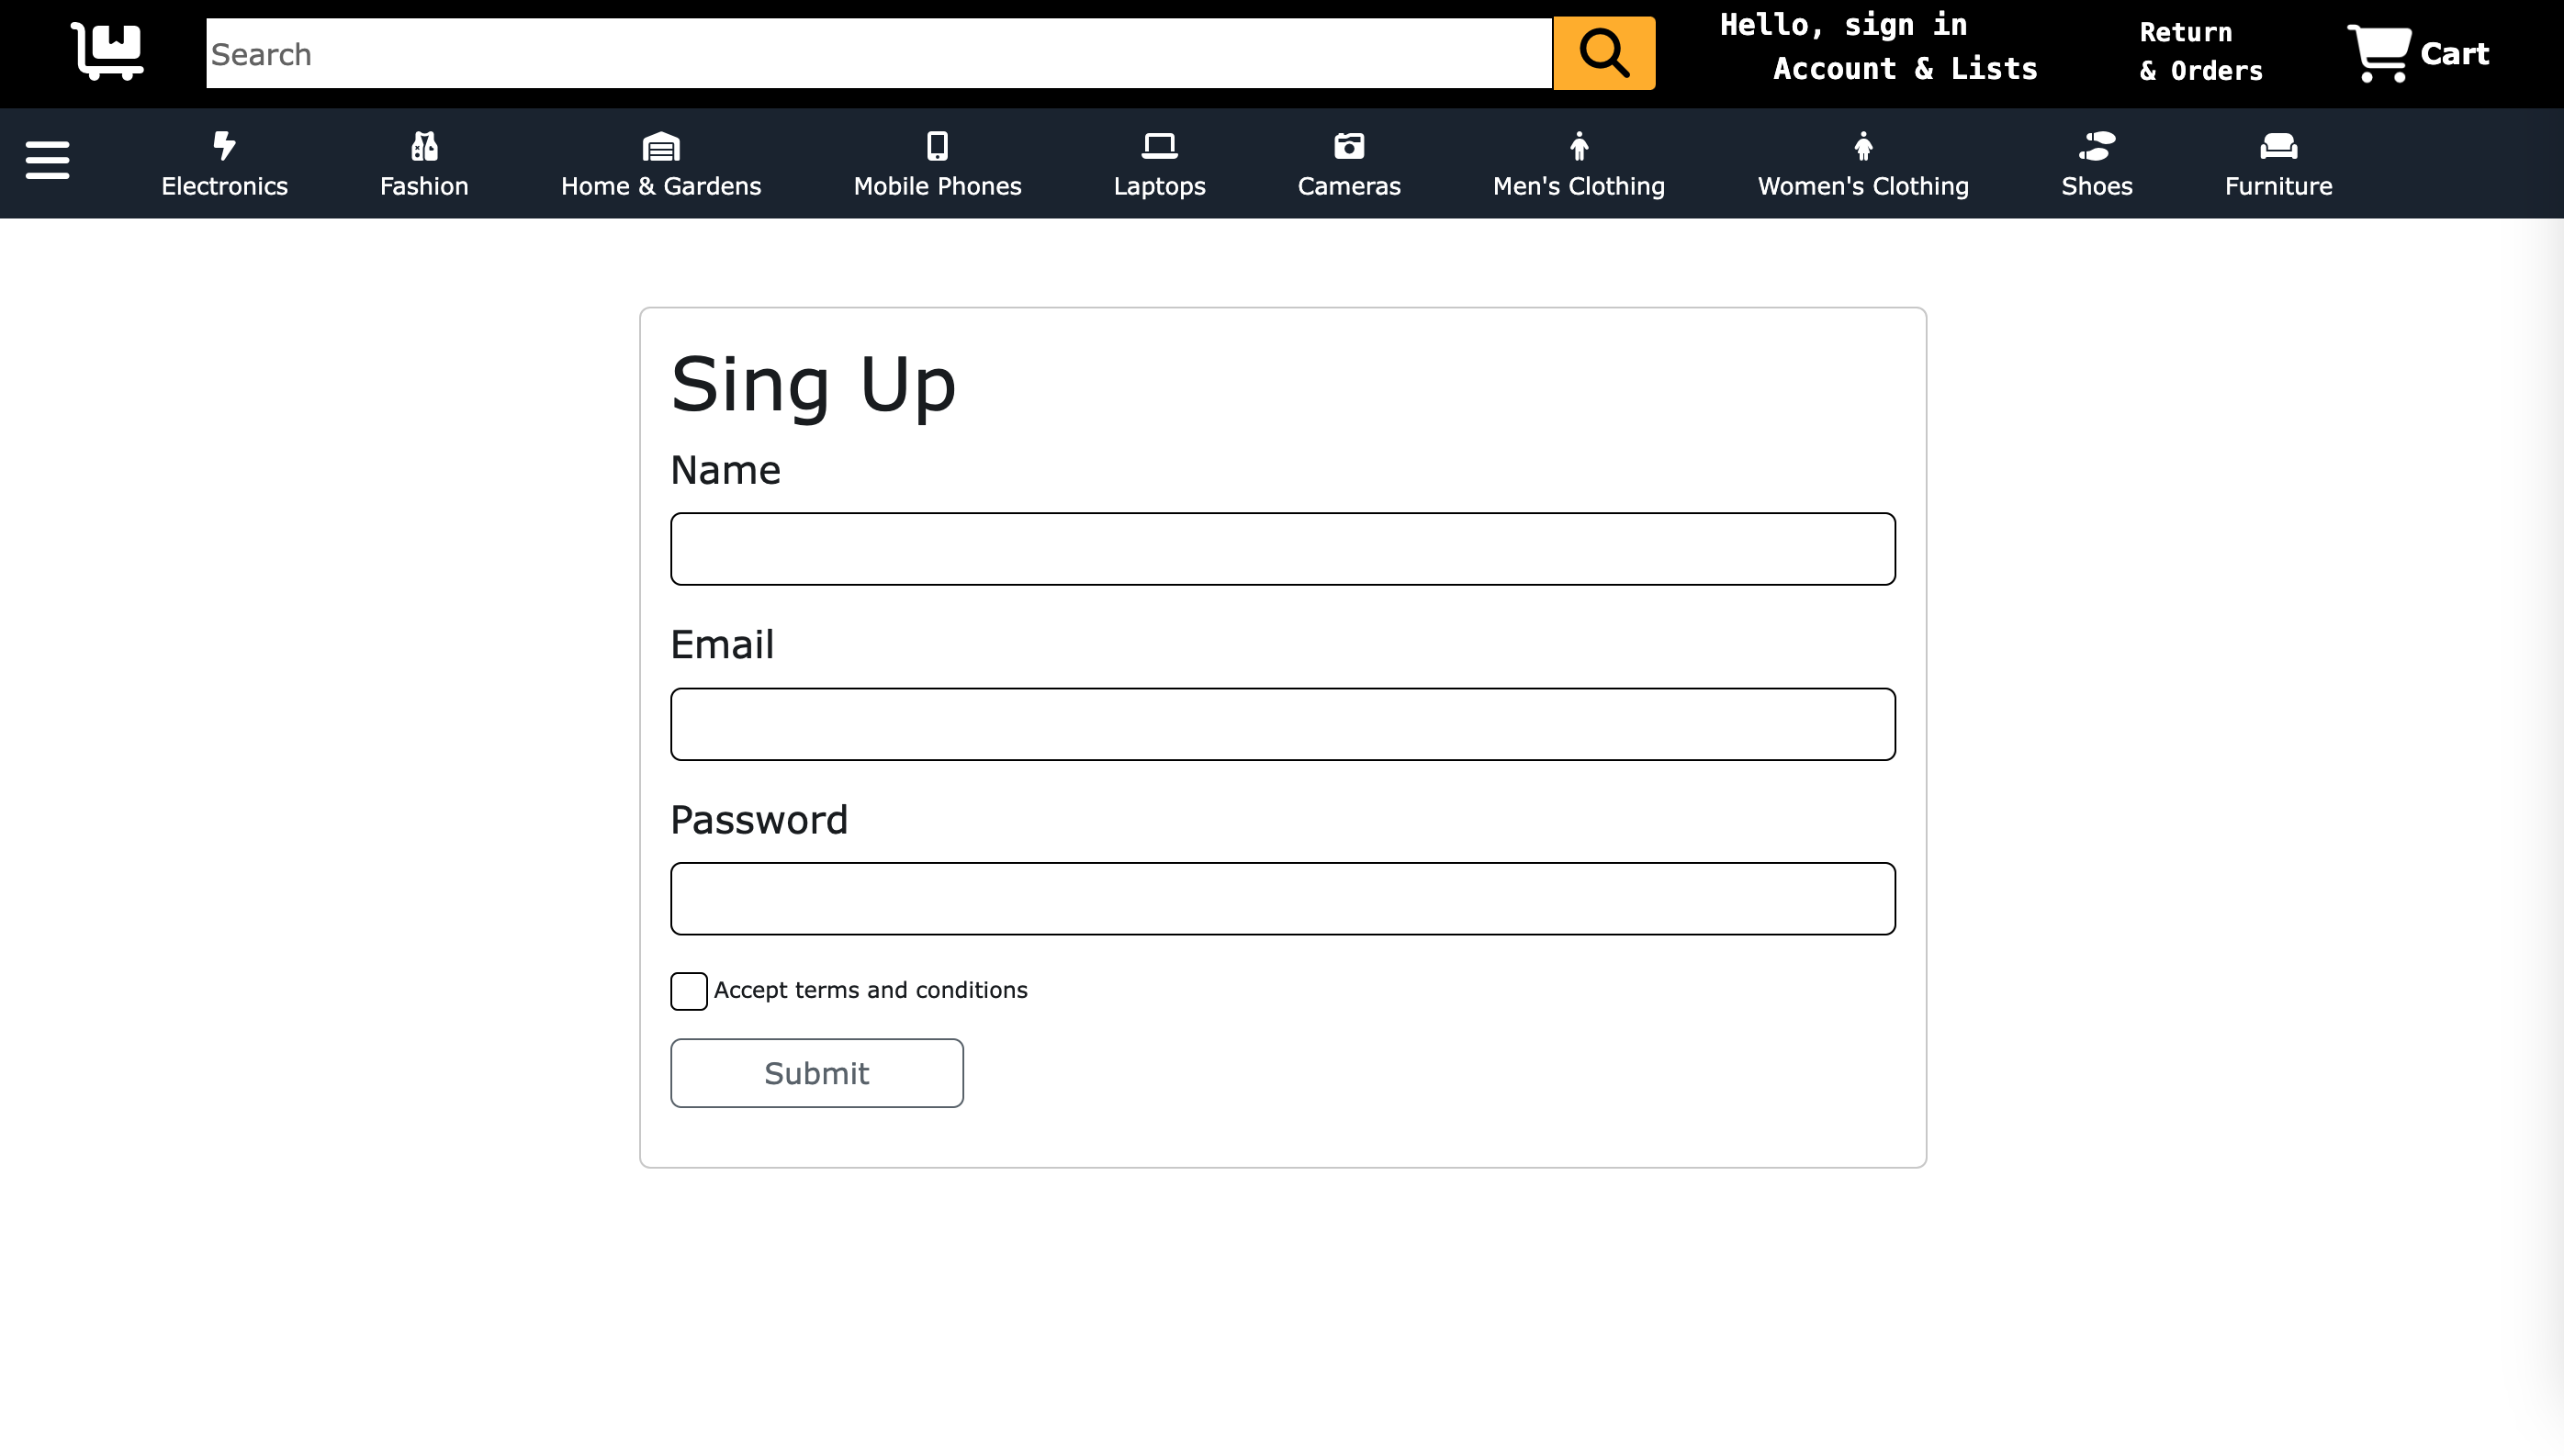 Search
Hello, sign in
Account & Lists
Return
& Orders
Cart
Electronics
Fashion
Home & Gardens
Mobile Phones
Laptops
Cameras
Men's Clothing
Women's Clothing
Shoes
Furniture
Sing Up
Name
Email
Password
Accept terms and conditions
Submit